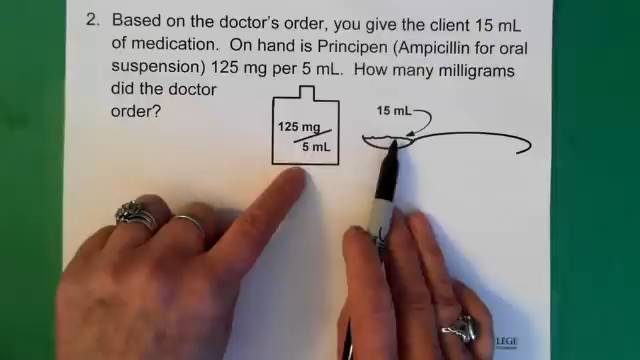 2. Based on the doctor's order, you give the client 15 mL
of medication. On hand is Principen (Ampicillin for oral
suspension) 125 mg per 5 mL. How many milligrams
did the doctor
order?
15 mL
125 mg
5 mL
LEGE